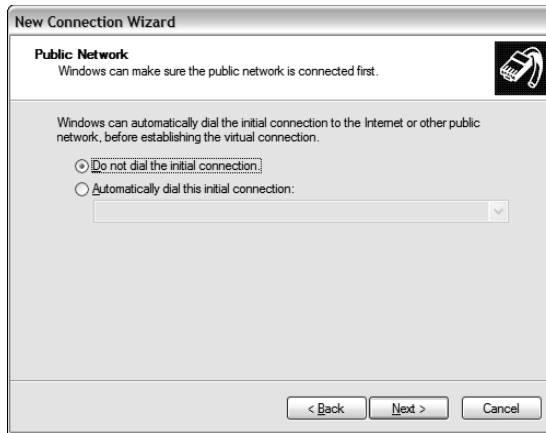 New Connection Wizard
Public Network
Windows can make sure the public network is connected first.
Windows can automatically dial the initial connection to the Internet or other public
network, before establishing the virtual connection.
Do not dial the initial connection.
Automatically dial this initial connection:
< Back Next > Cancel